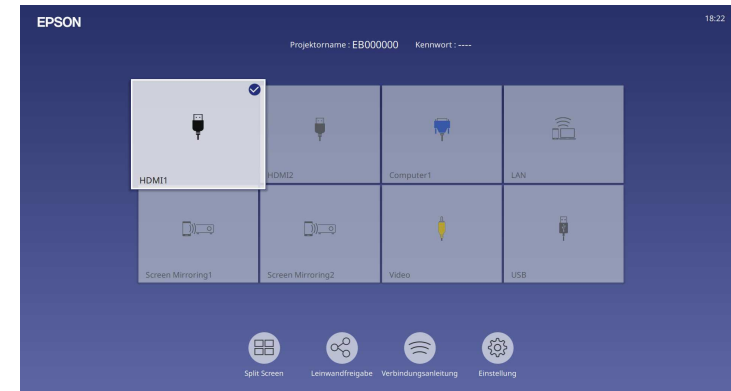 EPSON
18:22
Projektorname : EB000000 Kennwort : ----
HDMI1
HDMI2
Computer1
LAN
Screen Mirroring1
Screen Mirroring2
Video
USB
Split Screen
Leinwandfreigabe
Verbindungsanleitung
Einstellung